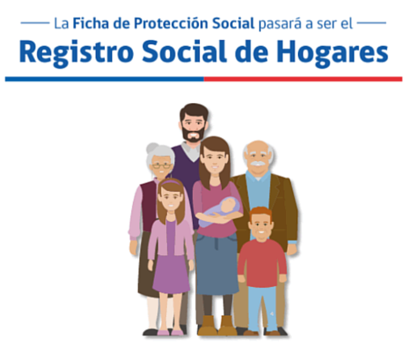 La Ficha de Protección Social pasará a ser el
Registro Social de Hogares